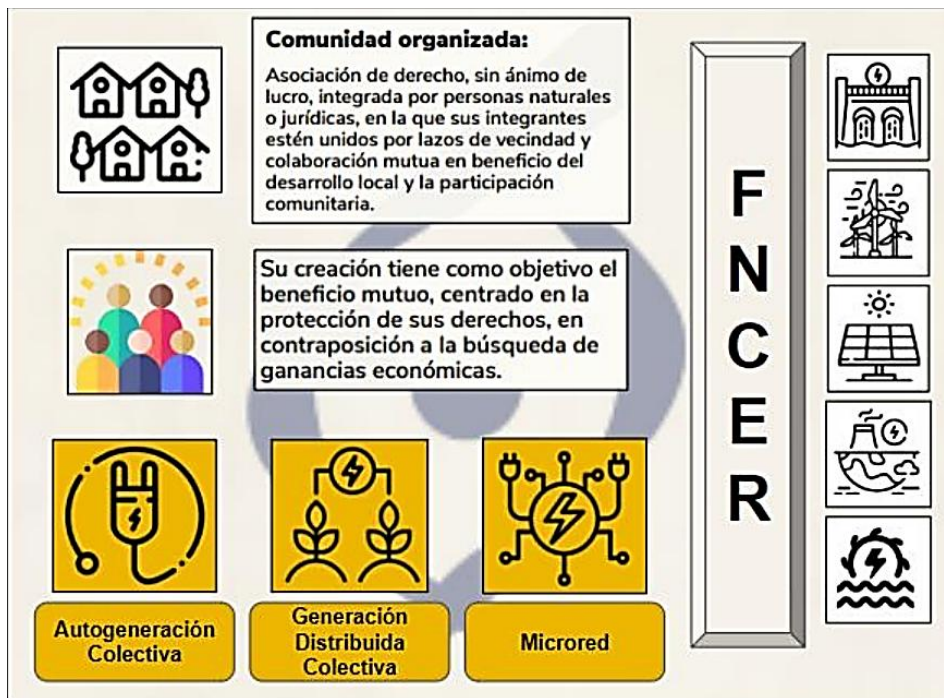 Comunidad organizada:
Asociación de derecho, sin ánimo de
lucro, integrada por personas naturales
o jurídicas, en la que sus integrantes
estén unidos por lazos de vecindad y
colaboración mutua en beneficio del
desarrollo local y la participación
comunitaria.
Su creación tiene como objetivo el
beneficio mutuo, centrado en la
protección de sus derechos, en
contraposición a la búsqueda de
ganancias económicas.
Autogeneración
Colectiva
Generación
Distribuida
Colectiva
Microred
F
N
C
E
R